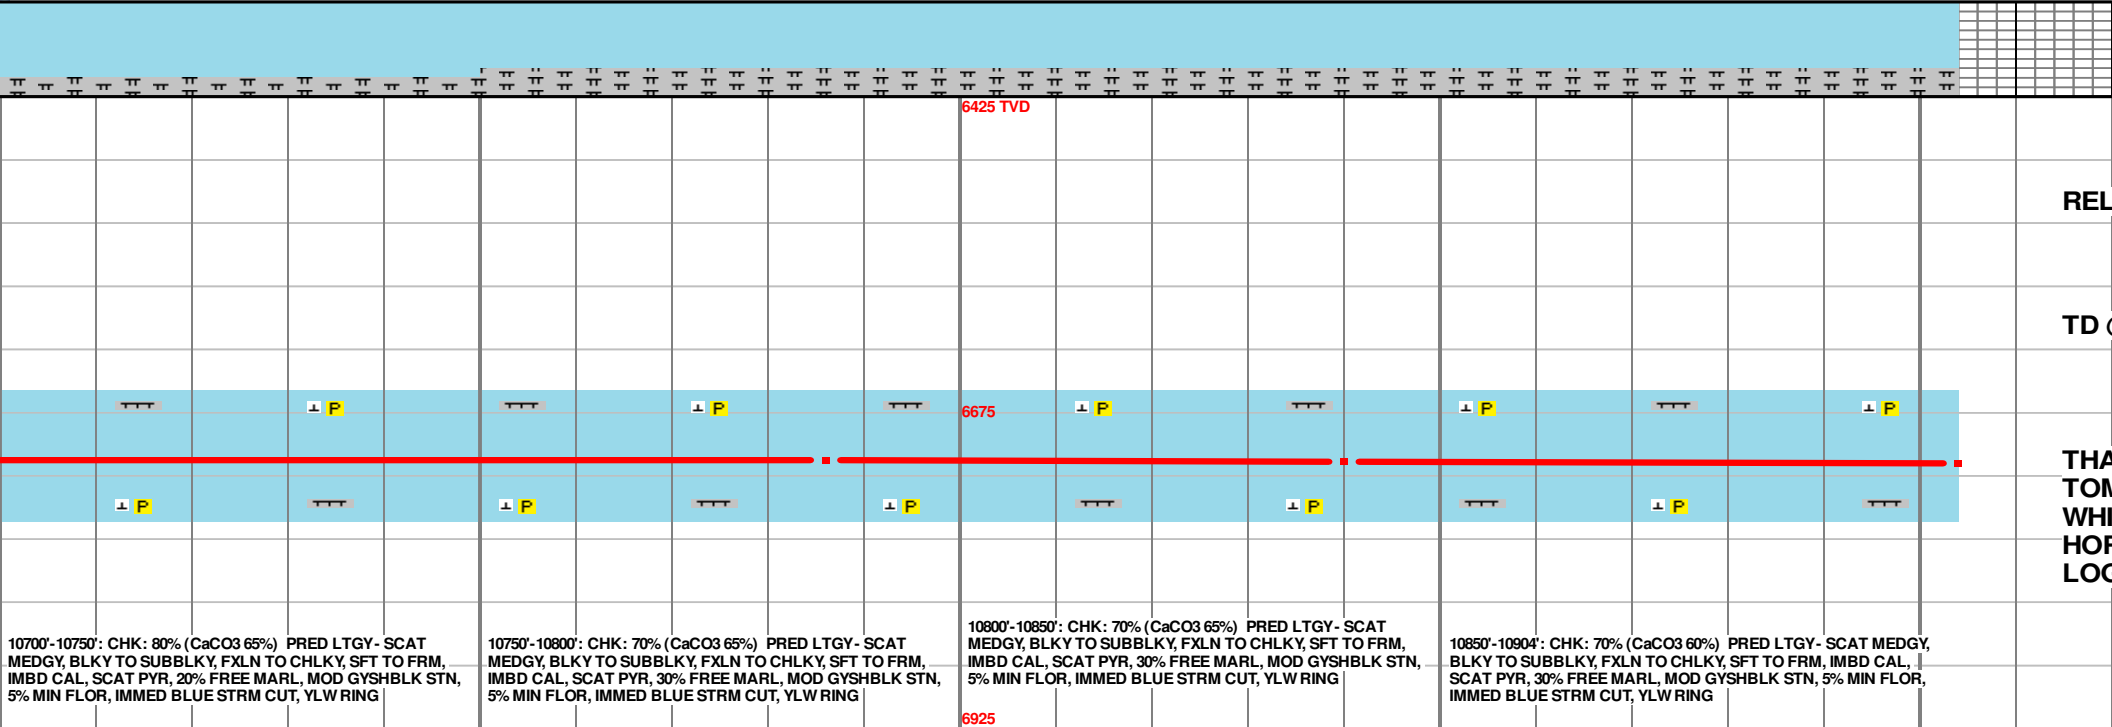 6425 TVD
REL
TD
P
P
P
P
P
6675
THA
TOM
WHI
LOO
P
P
P
P
P
10700'-10750': CHK: 80% (CaCO3 65%) PRED LTGY- SCAT
MEDGY, BLKY TO SUBBLKY, FXLN TO CHLKY, SFT TO FRM,
IMBD CAL, SCAT PYR, 20% FREE MARL, MOD GYSHBLK STN,
5% MIN FLOR, IMMED BLUE STRM CUT, YLW RING
10750'-10800': CHK: 70% (CaCO3 65%) PRED LTGY- SCAT
MEDGY, BLKY TO SUBBLKY, FXLN TO CHLKY, SFT TO FRM,
IMBD CAL, SCAT PYR, 30% FREE MARL, MOD GYSHBLK STN,
5% MIN FLOR, IMMED BLUE STRM CUT, YLW RING
10800'-10850': CHK: 70% (CaCO3 65%) PRED LTGY- SCAT
MEDGY, BLKY TO SUBBLKY, FXLN TO CHLKY, SFT TO FRM,
IMBD CAL, SCAT PYR, 30% FREE MARL, MOD GYSHBLK STN,
5% MIN FLOR, IMMED BLUE STRM CUT, YLW RING
10850'-10904': CHK: 70% (CaCO3 60%) PRED LTGY- SCAT MEDGY,
BLKY TO SUBBLKY, FXLN TO CHLKY, SFT TO FRM, IMBD CAL,
SCAT PYR, 30% FREE MARL, MOD GYSHBLK STN, 5% MIN FLOR,
IMMED BLUE STRM CUT, YLW RING
6925